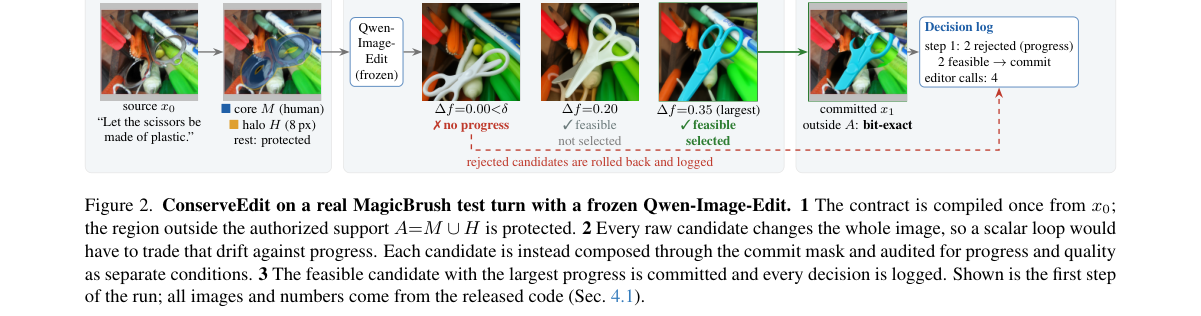 source x₀
"Let the scissors be
made of plastic."
core M (human)
halo H (8 px)
rest: protected
Qwen-
Image-
Edit
(frozen)
Δf=0.00<δ
✗no progress
Δf=0.20
✓feasible
not selected
Δf=0.35 (largest)
✓feasible
selected
rejected candidates are rolled back and logged
committed x₁
outside A: bit-exact
Decision log
step 1: 2 rejected (progress)
2 feasible → commit
editor calls: 4
Figure 2. ConserveEdit on a real MagicBrush test turn with a frozen Qwen-Image-Edit. 1 The contract is compiled once from x₀;
the region outside the authorized support A=M ∪ H is protected. 2 Every raw candidate changes the whole image, so a scalar loop would
have to trade that drift against progress. Each candidate is instead composed through the commit mask and audited for progress and quality
as separate conditions. 3 The feasible candidate with the largest progress is committed and every decision is logged. Shown is the first step
of the run; all images and numbers come from the released code (Sec. 4.1).